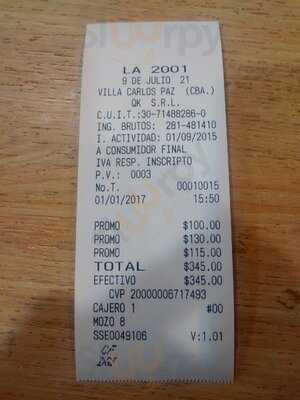 LA 2001
9 DE JULIO 21
VILLA CARLOS PAZ (CBA.)
QK S.R.L.
C.U.I.T.:30-71488286-0
ING. BRUTOS: 281-481410
I. ACTIVIDAD: 01/09/2015
A CONSUMIDOR FINAL
IVA RESP. INSCRIPTO
P.V.: 0003
No.T. 00010015
01/01/2017 15:50
PROMO $100.00
PROMO $130.00
PROMO $115.00
TOTAL $345.00
EFECTIVO $345.00
CVP 20000006717493
CAJERO 1 #00
MOZO 8
SSEO049106 V:1.01